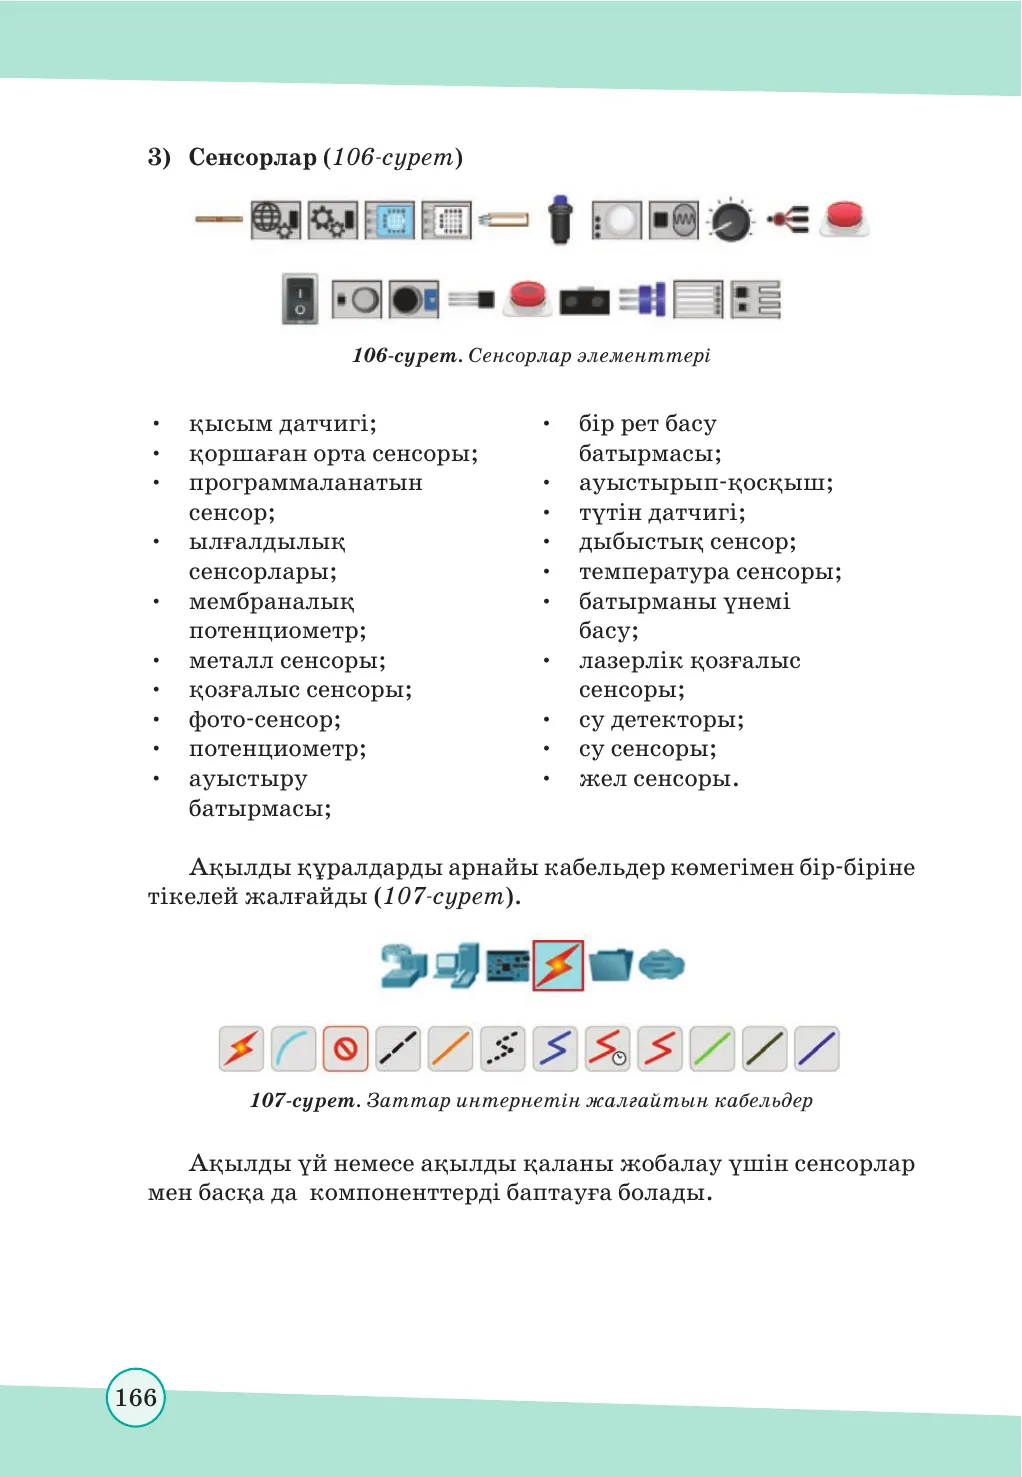 3) Сенсорлар (106-сурет)
106-сурет. Сенсорлар элементтері
• қысым датчигі;
• қоршаған орта сенсоры;
• программаланатын
сенсор;
• ылғалдылық
сенсорлары;
• мембраналық
потенциометр;
• металл сенсоры;
• қозғалыс сенсоры;
• фото-сенсор;
• потенциометр;
• ауыстыру
батырмасы;
• бір рет басу
батырмасы;
• ауыстырып-қосқыш;
• түтін датчигі;
• дыбыстық сенсор;
• температура сенсоры;
• батырманы үнемі
басу;
• лазерлік қозғалыс
сенсоры;
• су детекторы;
• су сенсоры;
• жел сенсоры.
Ақылды құралдарды арнайы кабельдер көмегімен бір-біріне
тікелей жалғайды (107-сурет).
107-сурет. Заттар интернетін жалғайтын кабельдер
Ақылды үй немесе ақылды қаланы жобалау үшін сенсорлар
мен басқа да компоненттерді баптауға болады.
166